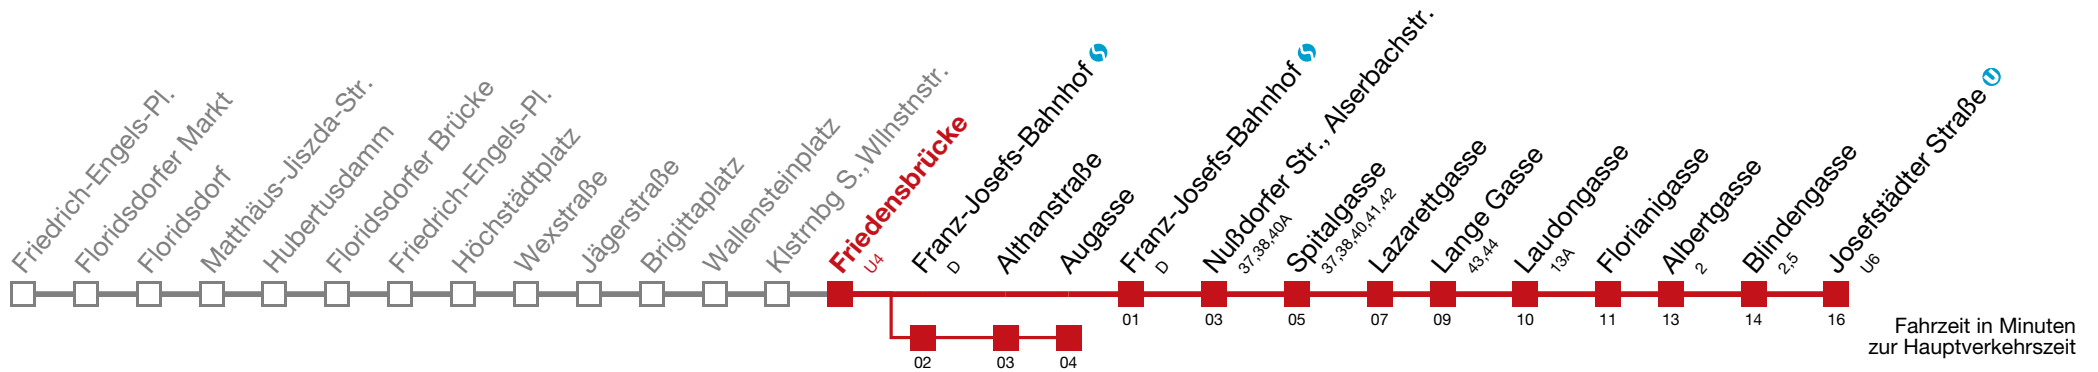 Friedrich-Engels-Pl.
Floridsdorfer Markt
Floridsdorf
Matthäus-Jiszda-Str.
Hubertusdamm
Floridsdorfer Brücke
Friedrich-Engels-Pl.
Höchstädtplatz
Wexstraße
Jägerstraße
Brigittaplatz
Wallensteinplatz
Klstrnbg S., Wllnstnstr.
Friedensbrücke
U4
Franz-Josefs-Bahnhof
D
Althanstraße
Augasse
Franz-Josefs-Bahnhof
D
Nußdorfer Str., Alserbachstr.
37,38,40A
Spitalgasse
37,38,40,41,42
Lazarettgasse
Lange Gasse
43,44
Laudongasse
13A
Florianigasse
Albertgasse
2
Blindengasse
2,5
Josefstädter Straße U
U6
01 03 05 07 09 10 11 13 14 16
02 03 04
Fahrzeit in Minuten
zur Hauptverkehrszeit